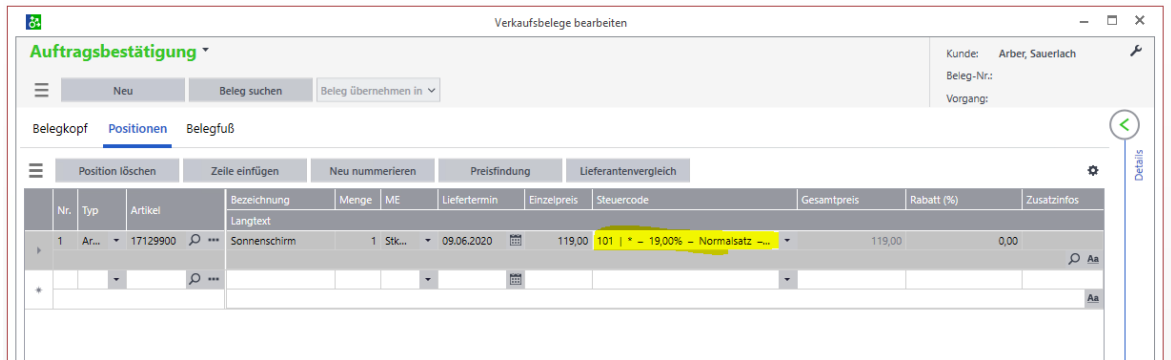 Verkaufsbelege bearbeiten
Auftragsbestätigung
Kunde: Arber, Sauerlach
Beleg-Nr.:
Vorgang:
Neu Beleg suchen Beleg übernehmen in
Belegkopf Positionen Belegfuß
Details
Position löschen Zeile einfügen Neu nummerieren Preisfindung Lieferantenvergleich
Nr. Typ Artikel Bezeichnung Menge ME Liefertermin Einzelpreis Steuercode Gesamtpreis Rabatt (%) Zusatzinfos
Langtext
1 Ar... 17129900 Sonnenschirm 1 Stk... 09.06.2020 119,00 101 | * – 19,00% – Normalsatz –... 119,00 0,00
Aa
Aa